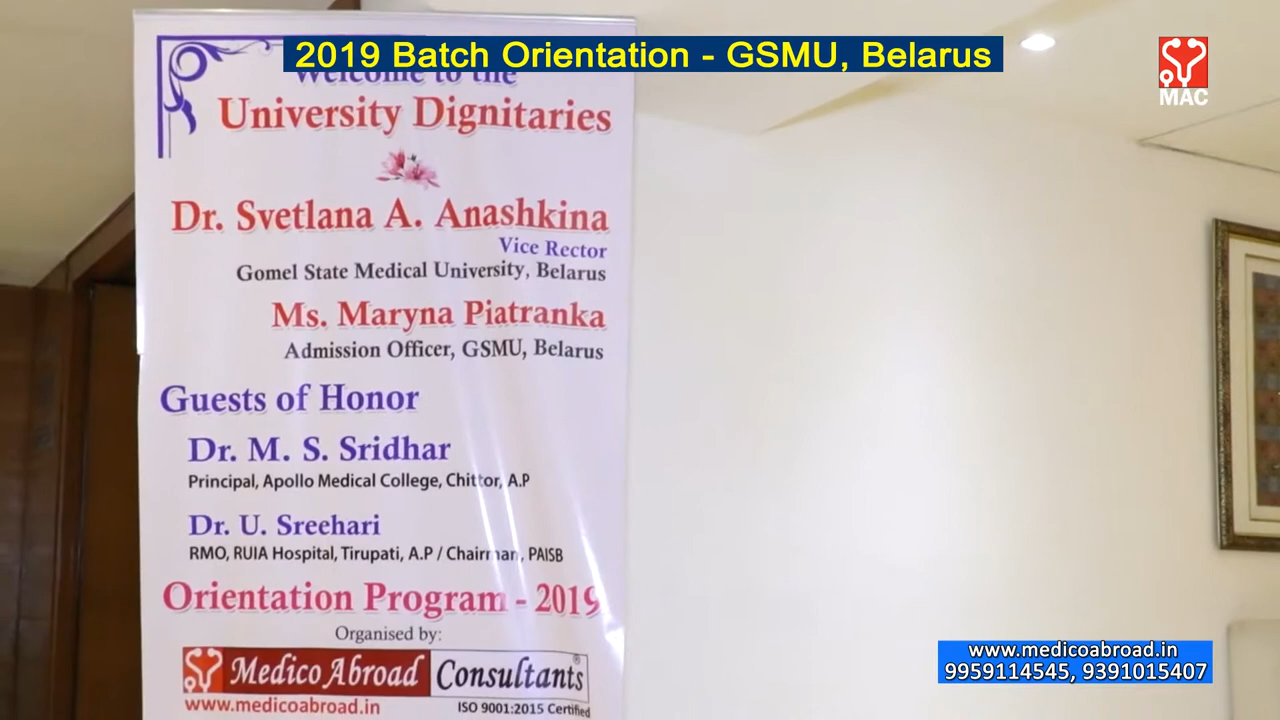 2019 Batch Orientation - GSMU, Belarus
MAC
Welcome to the
University Dignitaries
Dr. Svetlana A. Anashkina
Vice Rector
Gomel State Medical University, Belarus
Ms. Maryna Piatranka
Admission Officer, GSMU, Belarus
Guests of Honor
Dr. M. S. Sridhar
Principal, Apollo Medical College, Chittor, A.P
Dr. U. Sreehari
RMO, RUIA Hospital, Tirupati, A.P / Chairman, PAISB
Orientation Program - 2019
Organised by:
Medico Abroad Consultants®
www.medicoabroad.in
ISO 9001:2015 Certified
www.medicoabroad.in
9959114545, 9391015407